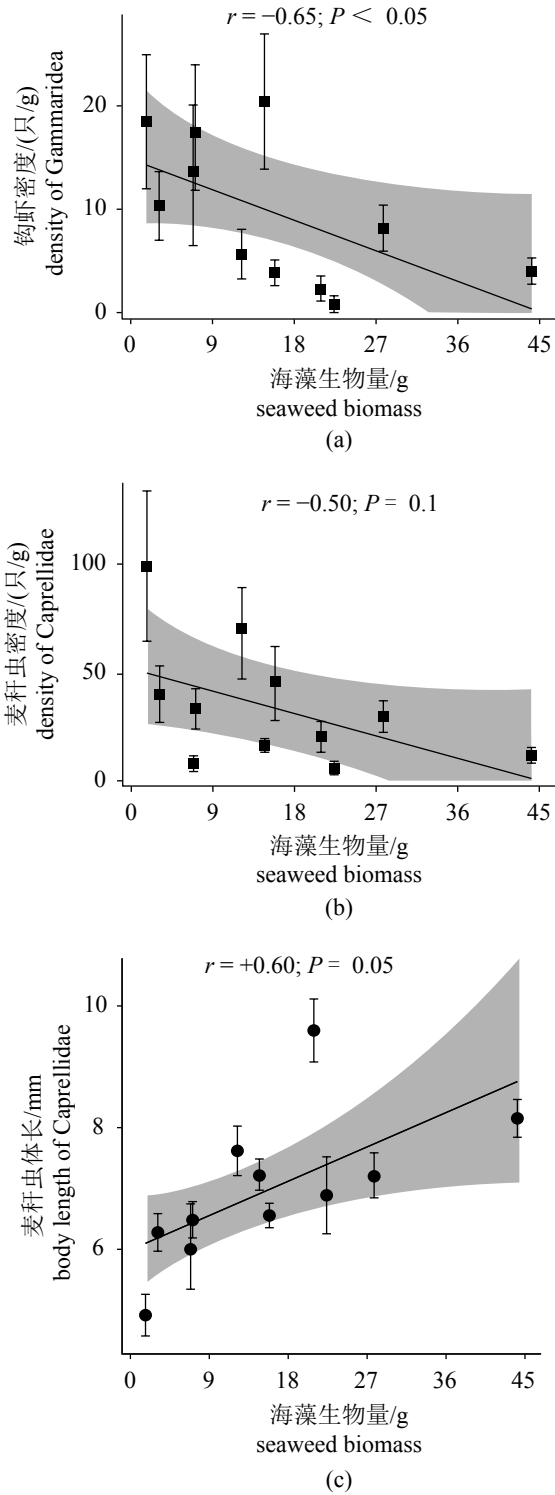 r = −0.65; P < 0.05
钩虾密度/(只/g)
density of Gammaridea
20
10
0
0 9 18 27 36 45
海藻生物量/g
seaweed biomass
(a)
r = −0.50; P = 0.1
麦秆虫密度/(只/g)
density of Caprellidae
100
50
0
0 9 18 27 36 45
海藻生物量/g
seaweed biomass
(b)
r = +0.60; P = 0.05
麦秆虫体长/mm
body length of Caprellidae
10
8
6
0 9 18 27 36 45
海藻生物量/g
seaweed biomass
(c)